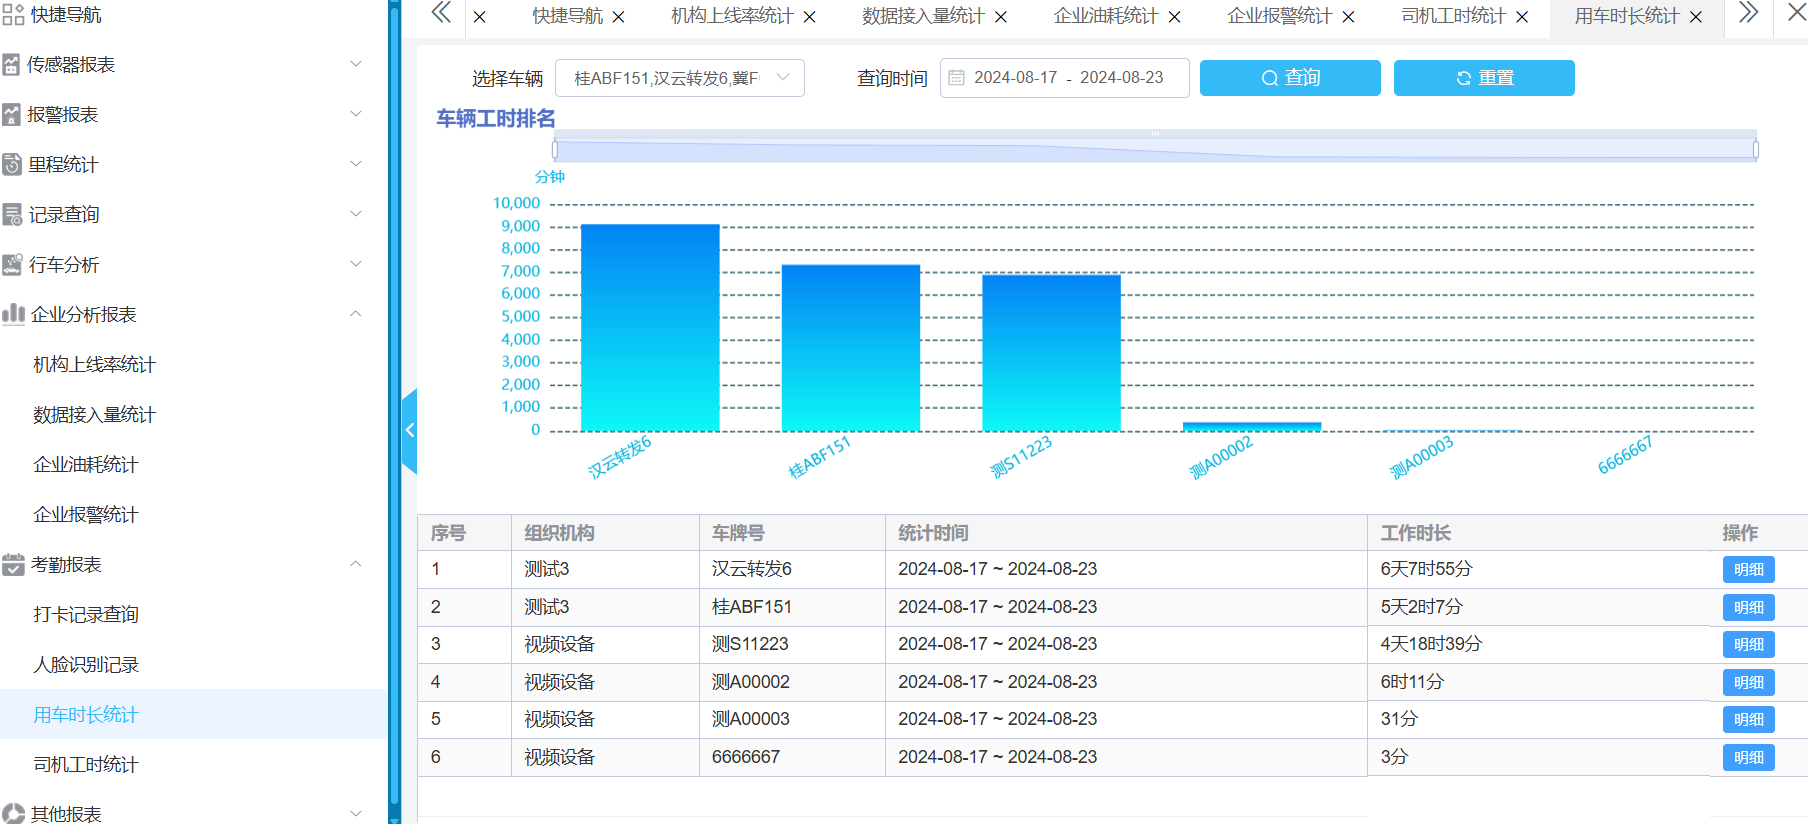 快捷导航
传感器报表
报警报表
里程统计
记录查询
行车分析
企业分析报表
机构上线率统计
数据接入量统计
企业油耗统计
企业报警统计
考勤报表
打卡记录查询
人脸识别记录
用车时长统计
司机工时统计
其他报表
快捷导航 机构上线率统计 数据接入量统计 企业油耗统计 企业报警统计 司机工时统计 用车时长统计
选择车辆 桂ABF151,汉云转发6,冀F 查询时间 2024-08-17 - 2024-08-23 查询 重置
车辆工时排名
分钟
10,000
9,000
8,000
7,000
6,000
5,000
4,000
3,000
2,000
1,000
0
汉云转发6 桂ABF151 测S11223 测A00002 测A00003 6666667
序号 组织机构 车牌号 统计时间 工作时长 操作
1 测试3 汉云转发6 2024-08-17 ~ 2024-08-23 6天7时55分 明细
2 测试3 桂ABF151 2024-08-17 ~ 2024-08-23 5天2时7分 明细
3 视频设备 测S11223 2024-08-17 ~ 2024-08-23 4天18时39分 明细
4 视频设备 测A00002 2024-08-17 ~ 2024-08-23 6时11分 明细
5 视频设备 测A00003 2024-08-17 ~ 2024-08-23 31分 明细
6 视频设备 6666667 2024-08-17 ~ 2024-08-23 3分 明细